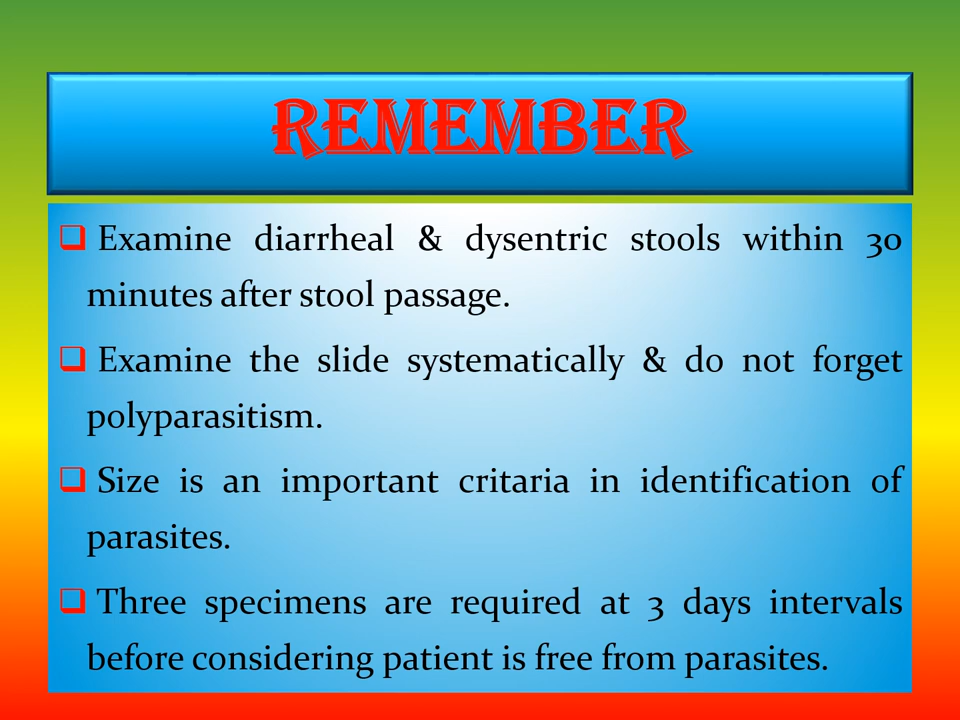 REMEMBER
❑ Examine diarrheal & dysentric stools within 30
minutes after stool passage.
❑ Examine the slide systematically & do not forget
polyparasitism.
❑ Size is an important critaria in identification of
parasites.
❑ Three specimens are required at 3 days intervals
before considering patient is free from parasites.